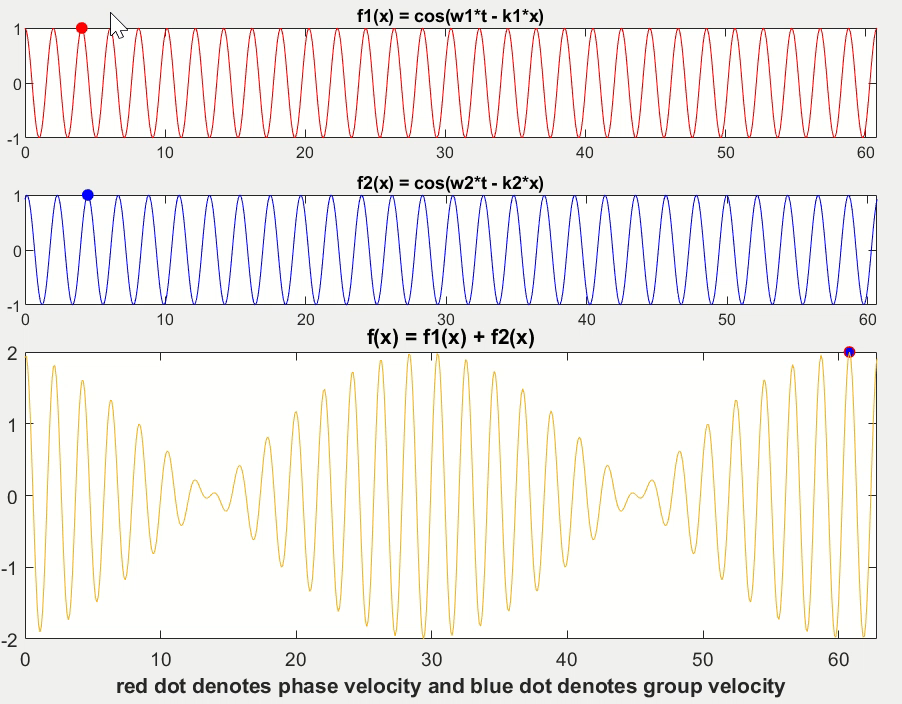 f1(x) = cos(w1*t - k1*x)
1
0
-1
0 10 20 30 40 50 60
f2(x) = cos(w2*t - k2*x)
1
0
-1
0 10 20 30 40 50 60
f(x) = f1(x) + f2(x)
2
1
0
-1
-2
0 10 20 30 40 50 60
red dot denotes phase velocity and blue dot denotes group velocity